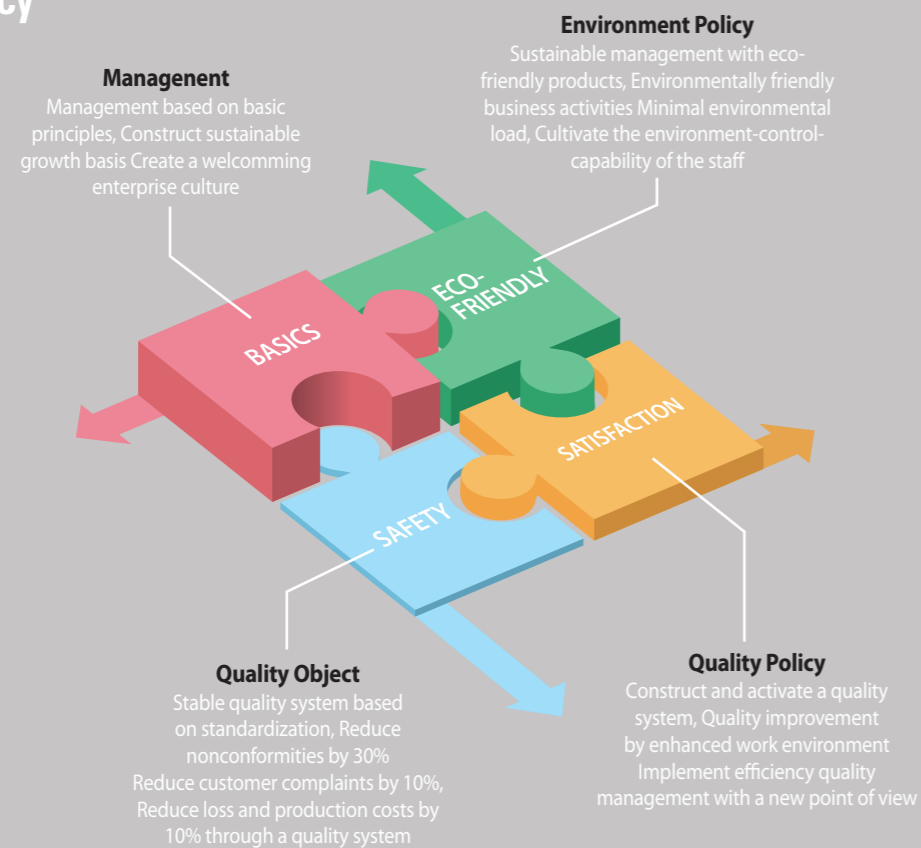 cy
Environment Policy
Sustainable management with eco-
friendly products, Environmentally friendly
business activities Minimal environmental
load, Cultivate the environment-control-
capability of the staff
Managenent
Management based on basic
principles, Construct sustainable
growth basis Create a welcomming
enterprise culture
ECO-
FRIENDLY
BASICS
SATISFACTION
SAFETY
Quality Object
Stable quality system based
on standardization, Reduce
nonconformities by 30%
Reduce customer complaints by 10%,
Reduce loss and production costs by
10% through a quality system
Quality Policy
Construct and activate a quality
system, Quality improvement
by enhanced work environment
Implement efficiency quality
management with a new point of view